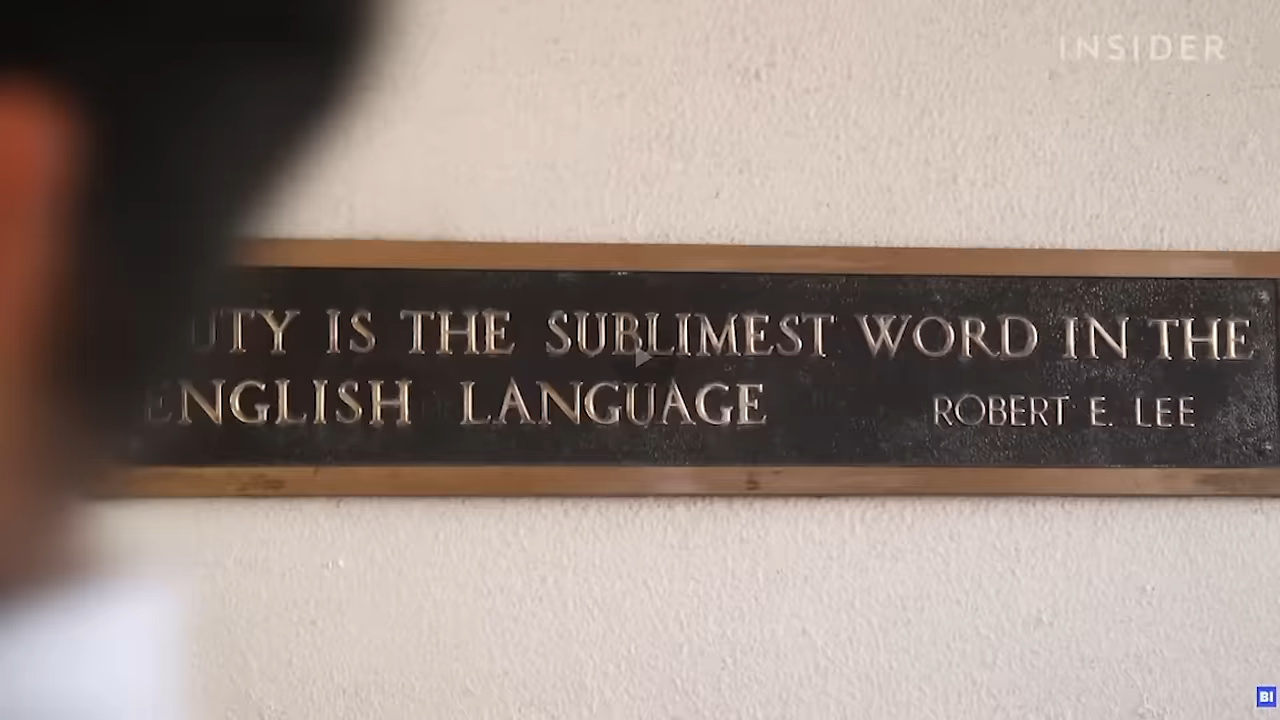 INSIDER
UTY IS THE SUBLIMEST WORD IN THE
ENGLISH LANGUAGE
ROBERT E. LEE
BI